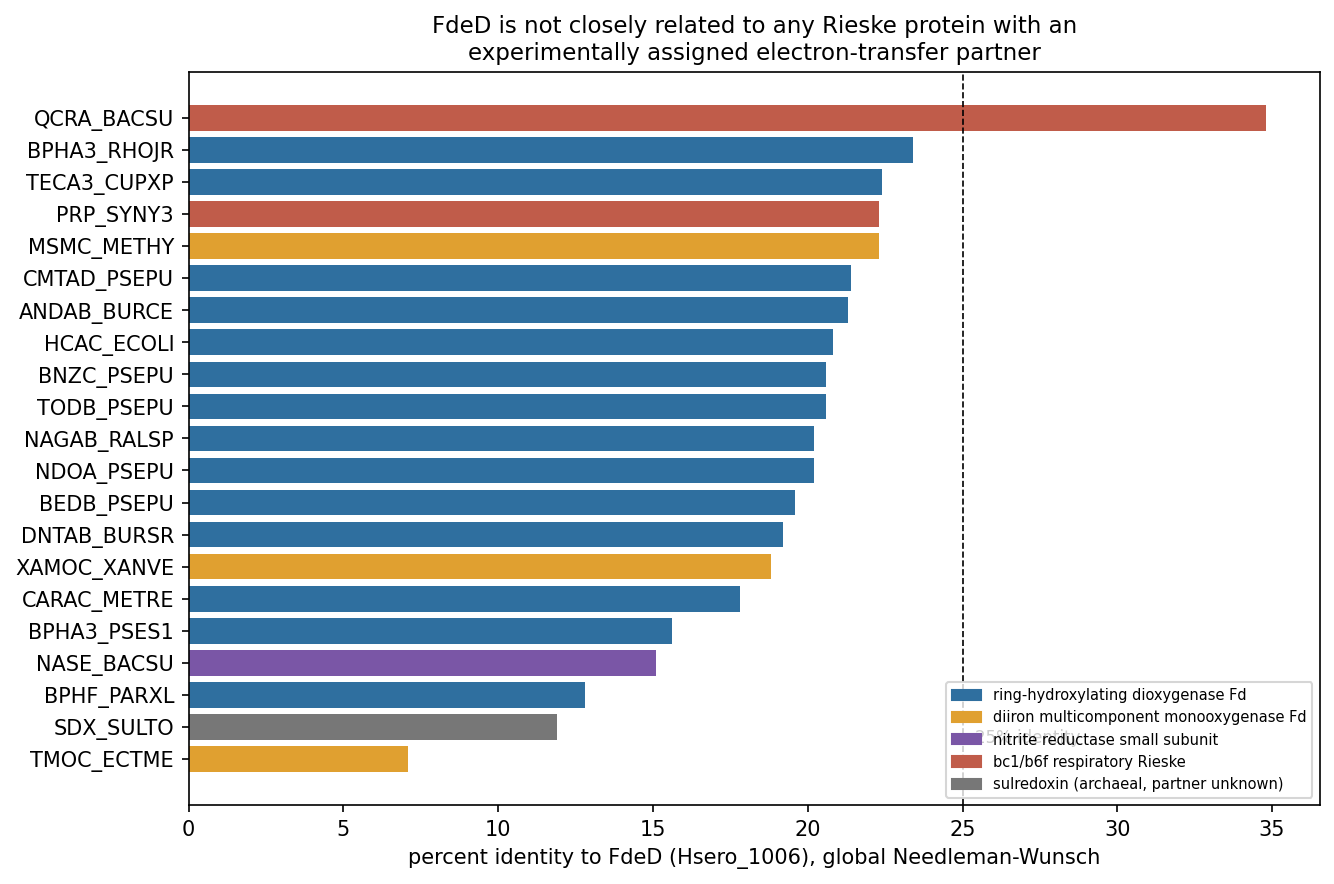 FdeD is not closely related to any Rieske protein with an
experimentally assigned electron-transfer partner
QCRA_BACSU
BPHA3_RHOJR
TECA3_CUPXP
PRP_SYNY3
MSMC_METHY
CMTAD_PSEPU
ANDAB_BURCE
HCAC_ECOLI
BNZC_PSEPU
TODB_PSEPU
NAGAB_RALSP
NDOA_PSEPU
BEDB_PSEPU
DNTAB_BURSR
XAMOC_XANVE
CARAC_METRE
BPHA3_PSES1
NASE_BACSU
BPHF_PARXL
SDX_SULTO
TMOC_ECTME
ring-hydroxylating dioxygenase Fd
diiron multicomponent monooxygenase Fd
25% identity
nitrite reductase small subunit
bc1/b6f respiratory Rieske
sulredoxin (archaeal, partner unknown)
0 5 10 15 20 25 30 35
percent identity to FdeD (Hsero_1006), global Needleman-Wunsch